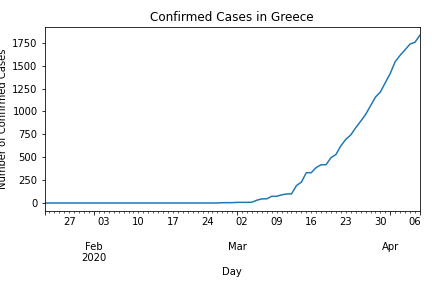 Confirmed Cases in Greece
Number of Confirmed Cases
1750
1500
1250
1000
750
500
250
0
27 03 10 17 24 02 09 16 23 30 06
Feb Mar Apr
2020
Day